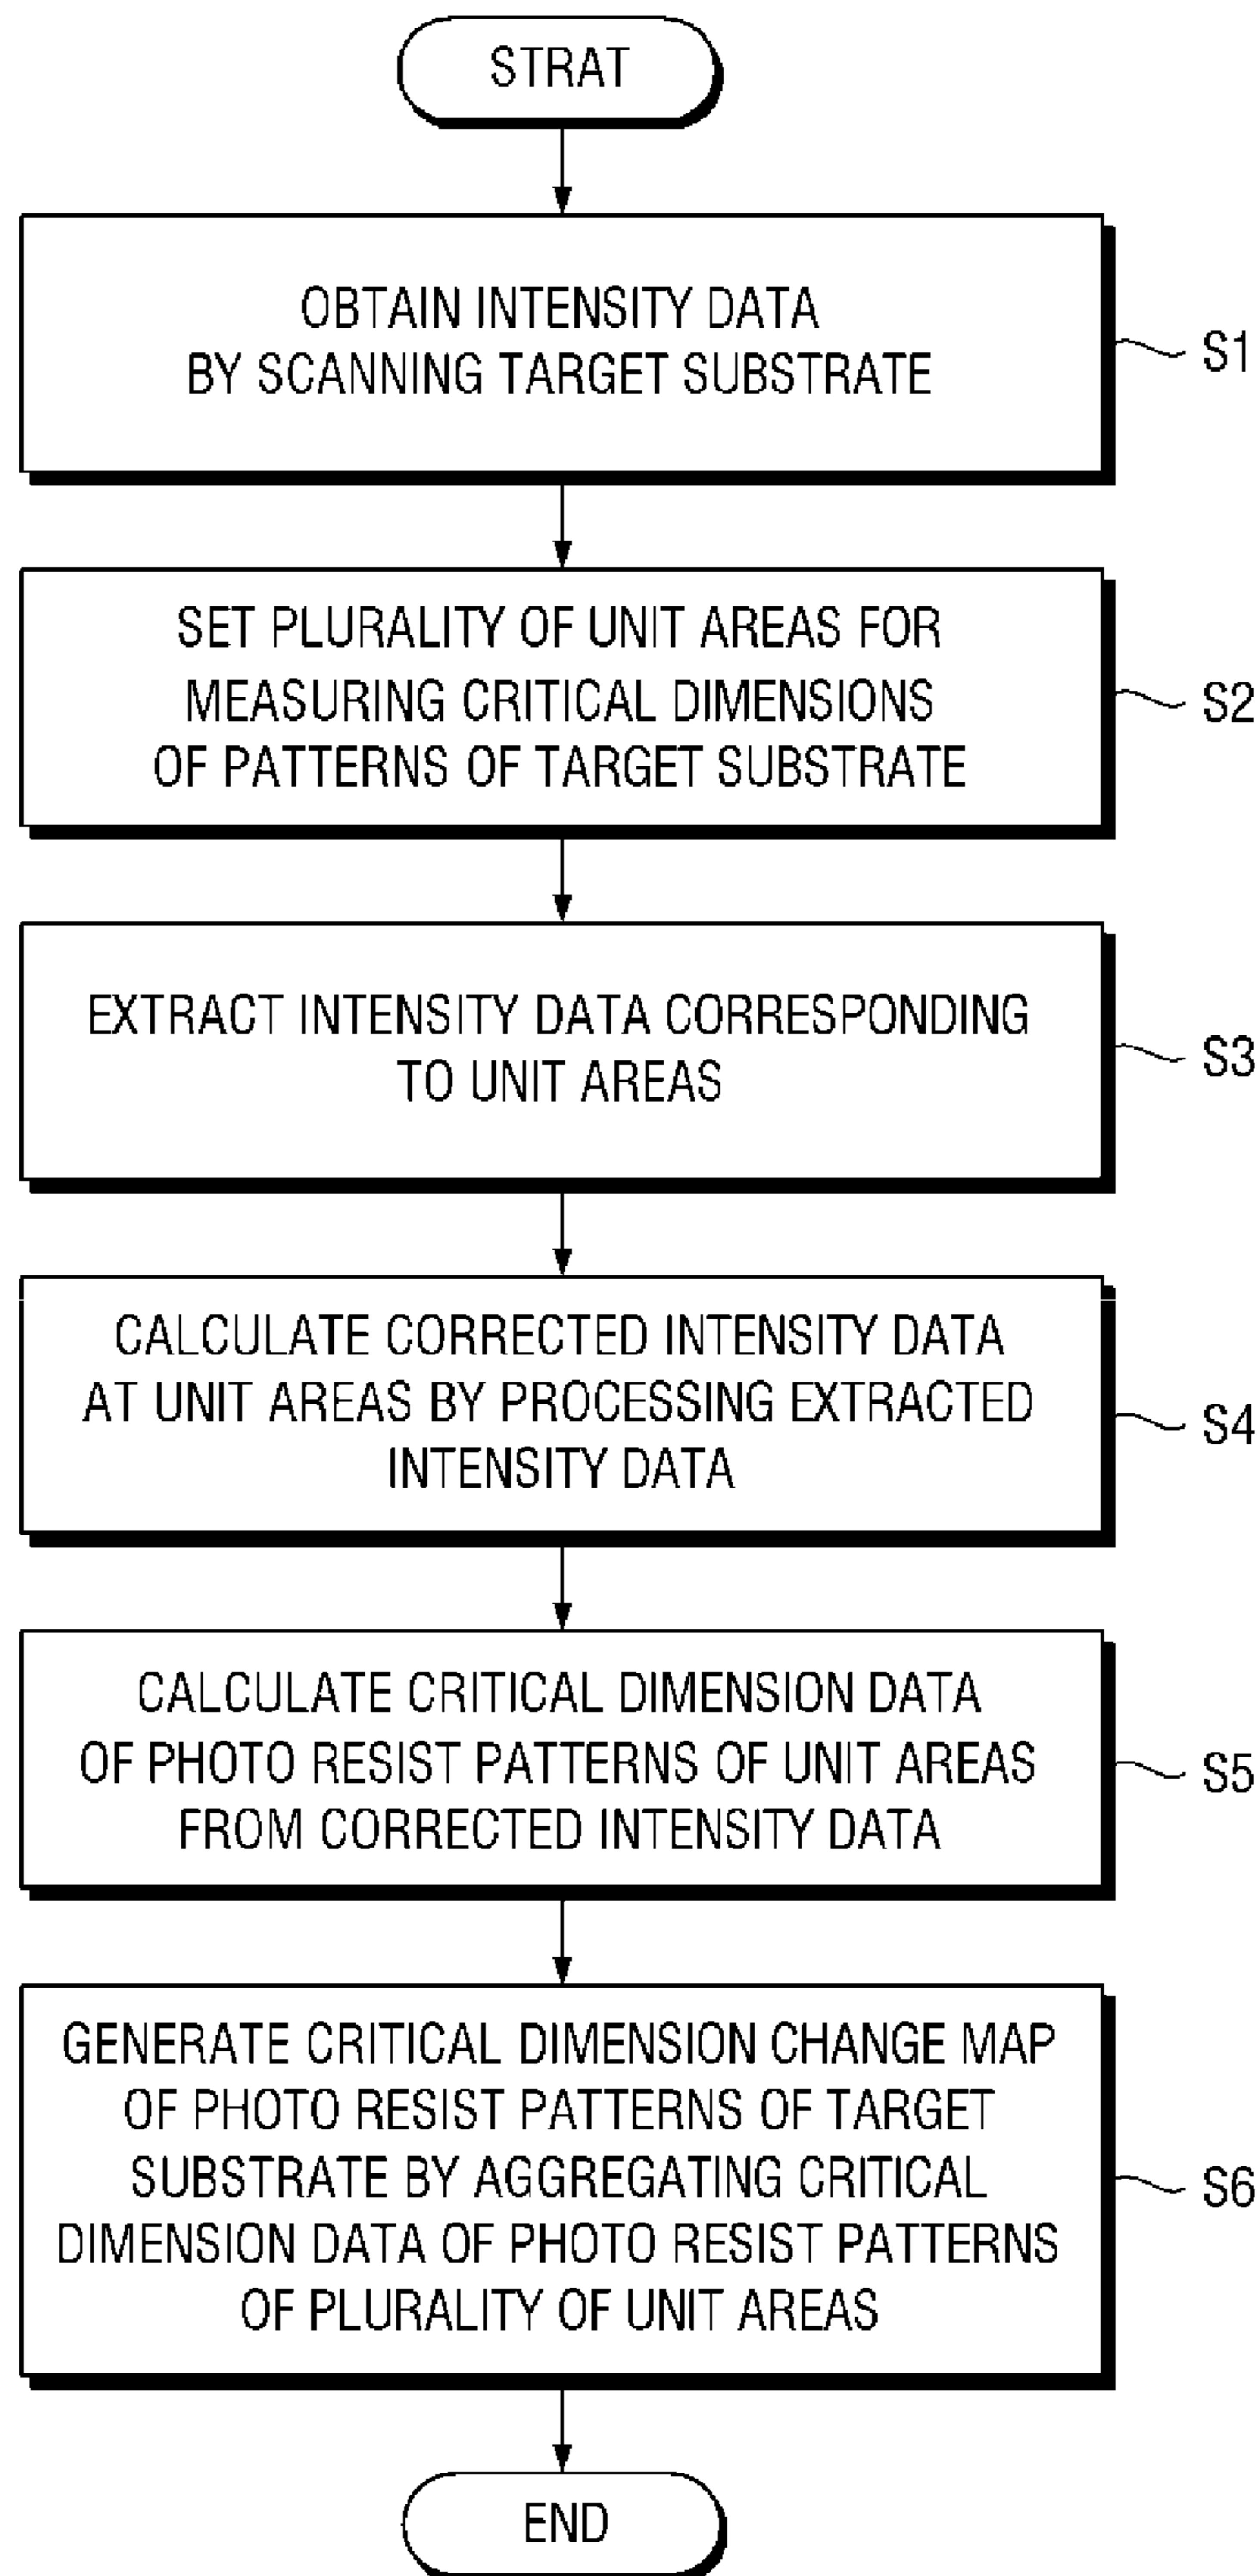 STRAT
OBTAIN INTENSITY DATA
BY SCANNING TARGET SUBSTRATE
S1
SET PLURALITY OF UNIT AREAS FOR
MEASURING CRITICAL DIMENSIONS
OF PATTERNS OF TARGET SUBSTRATE
S2
EXTRACT INTENSITY DATA CORRESPONDING
TO UNIT AREAS
S3
CALCULATE CORRECTED INTENSITY DATA
AT UNIT AREAS BY PROCESSING EXTRACTED
INTENSITY DATA
S4
CALCULATE CRITICAL DIMENSION DATA
OF PHOTO RESIST PATTERNS OF UNIT AREAS
FROM CORRECTED INTENSITY DATA
S5
GENERATE CRITICAL DIMENSION CHANGE MAP
OF PHOTO RESIST PATTERNS OF TARGET
SUBSTRATE BY AGGREGATING CRITICAL
DIMENSION DATA OF PHOTO RESIST PATTERNS
OF PLURALITY OF UNIT AREAS
S6
END